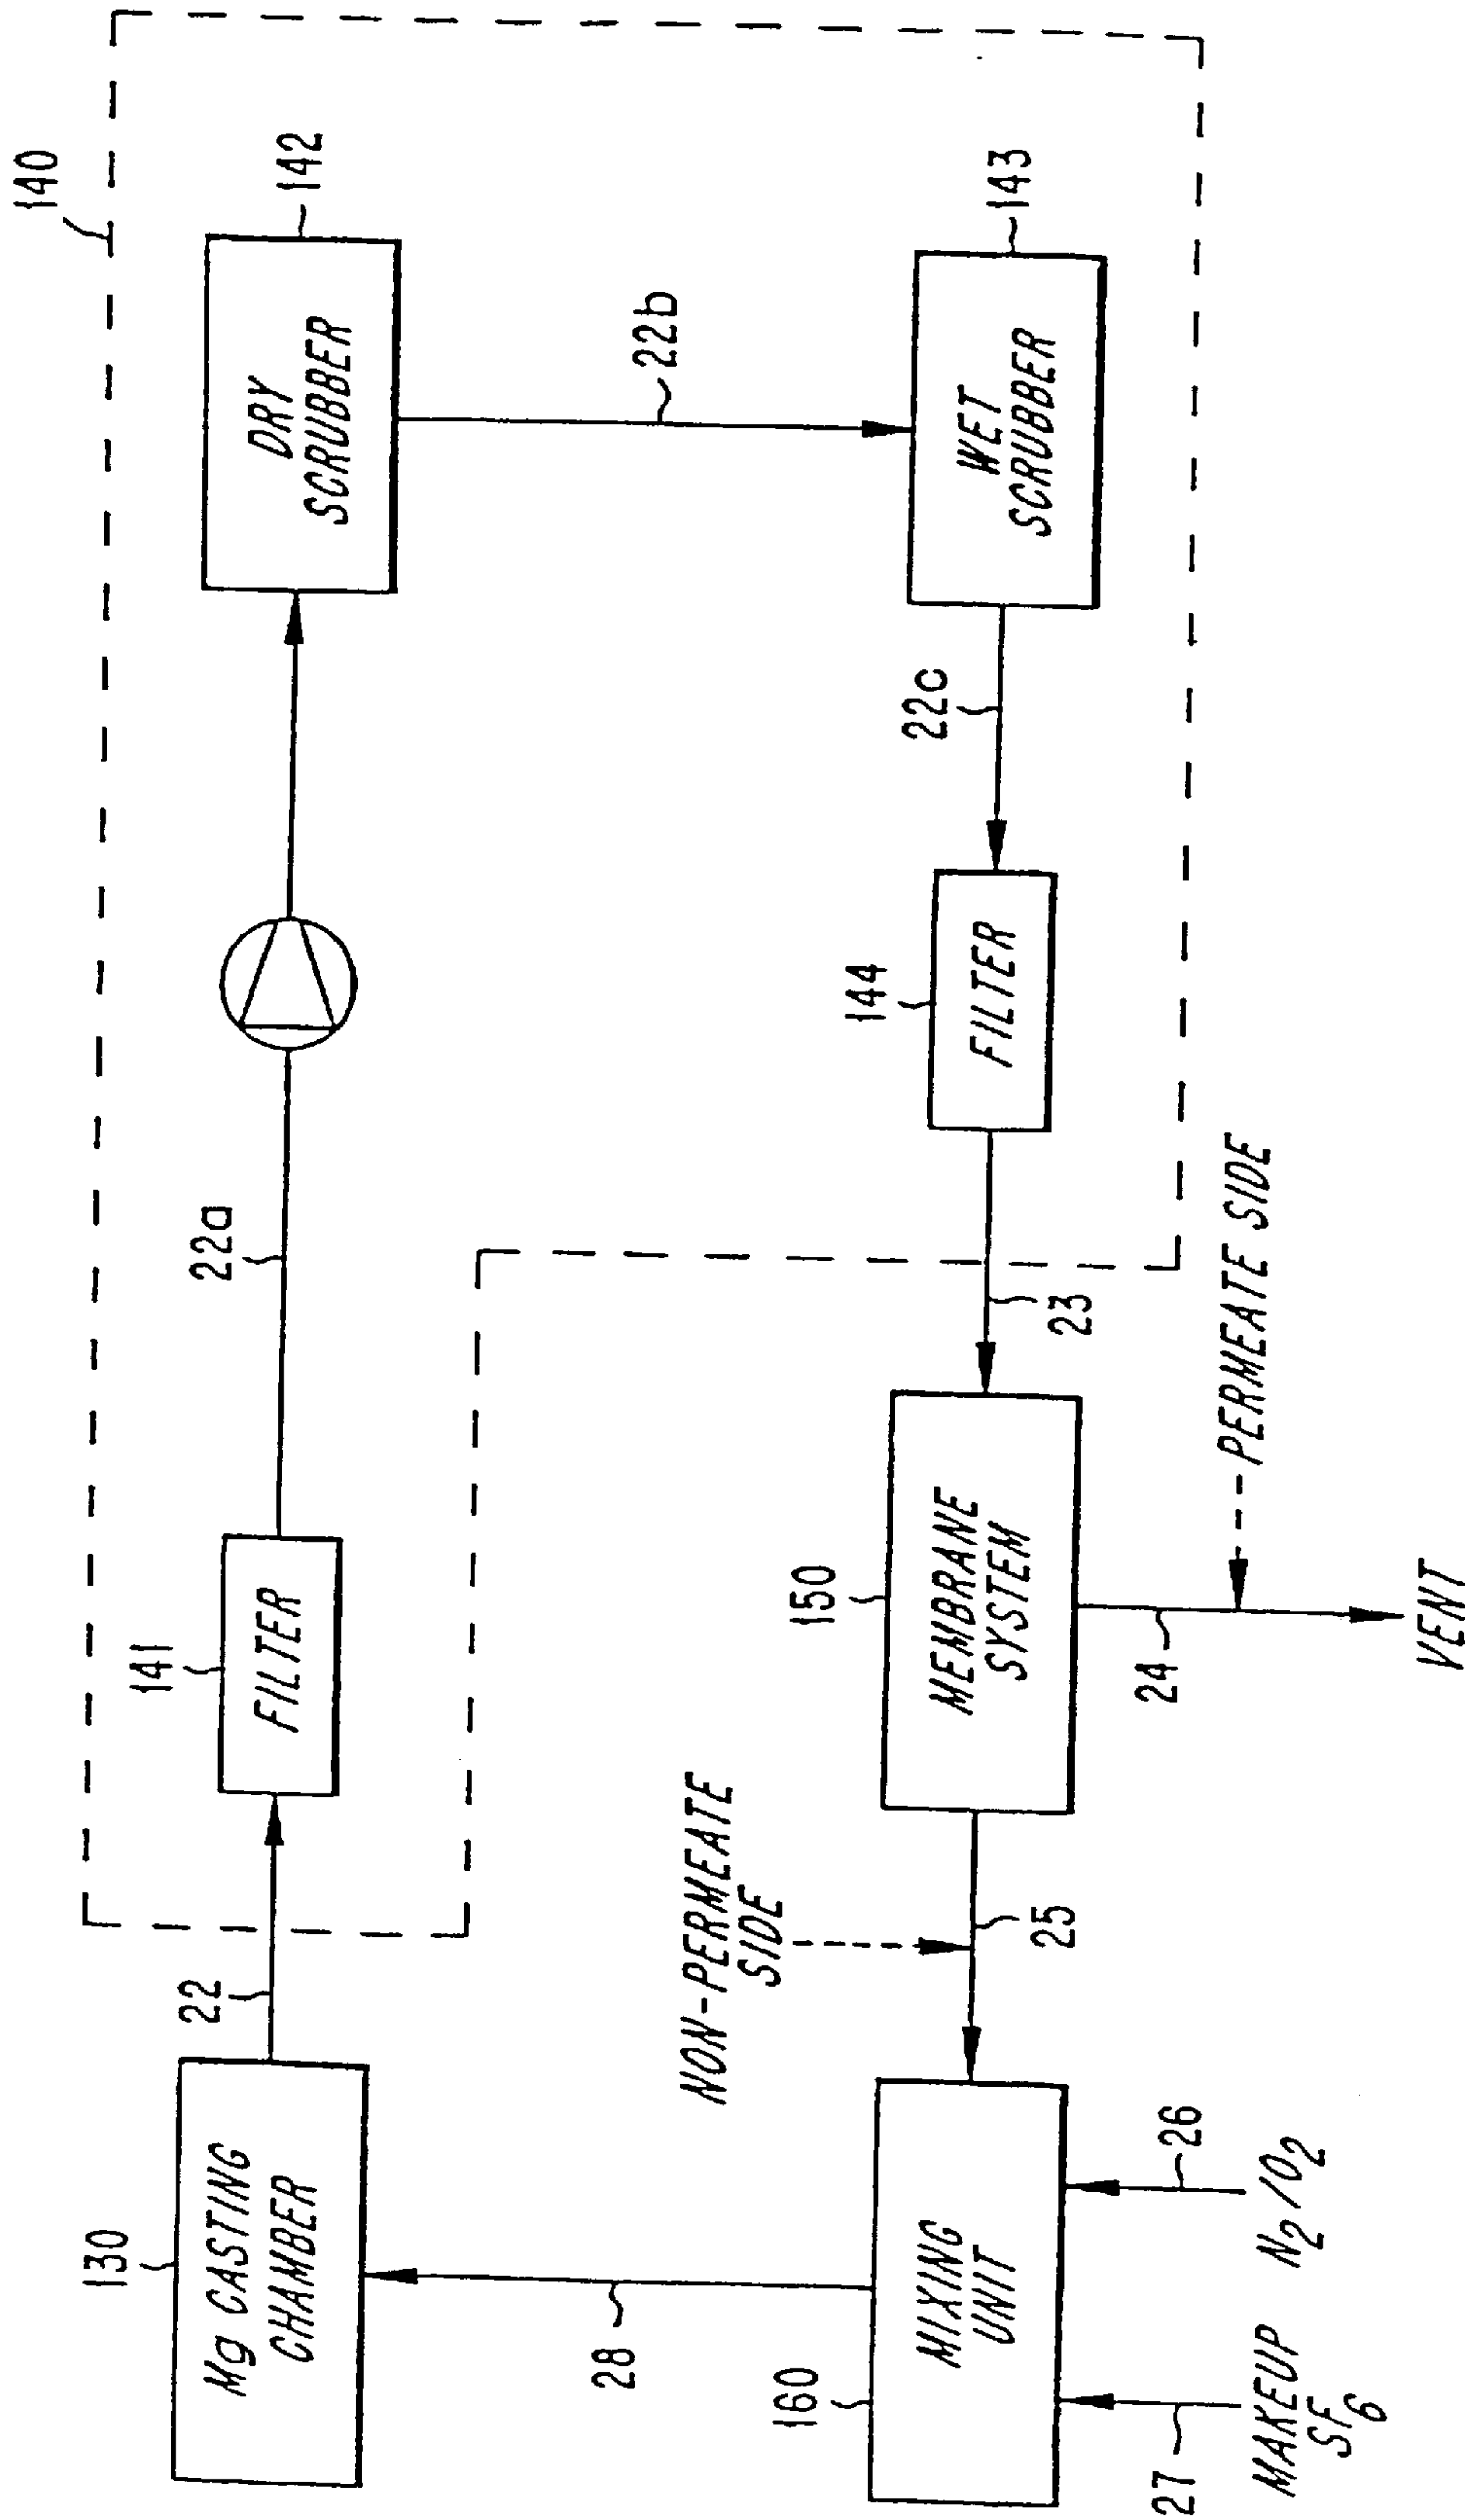 140
130
Mg CASTING
CHAMBER
22
141
FILTER
22a
DRY
SCRUBBER
142
28
NON-PERMEATE
SIDE
22b
160
MIXING
UNIT
25
150
MEMBRANE
SYSTEM
23
144
FILTER
22c
WET
SCRUBBER
143
27
26
24
PERMEATE SIDE
MAKEUP
SF6
N2/O2
VENT